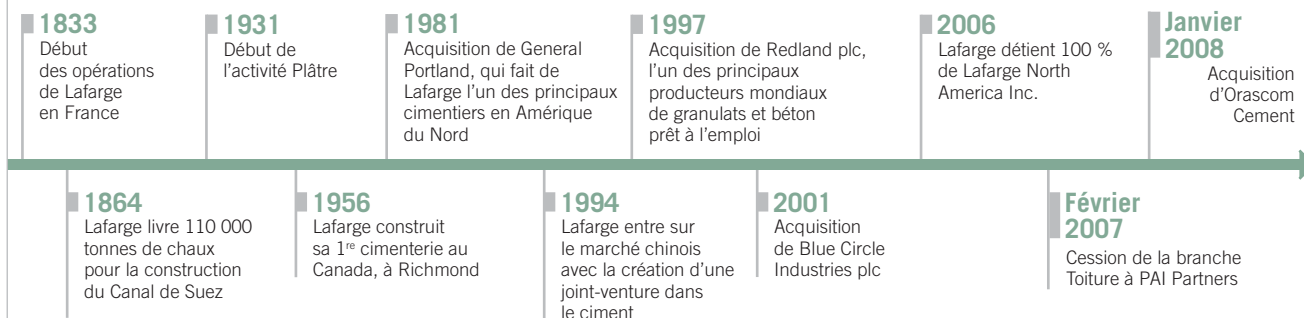 1833
Début
des opérations
de Lafarge
en France
1931
Début de
l’activité Plâtre
1981
Acquisition de General
Portland, qui fait de
Lafarge l’un des principaux
cimentiers en Amérique
du Nord
1997
Acquisition de Redland plc,
l’un des principaux
producteurs mondiaux
de granulats et béton
prêt à l’emploi
2006
Lafarge détient 100 %
de Lafarge North
America Inc.
Janvier
2008
Acquisition
d’Orascom
Cement
1864
Lafarge livre 110 000
tonnes de chaux
pour la construction
du Canal de Suez
1956
Lafarge construit
sa 1re cimenterie au
Canada, à Richmond
1994
Lafarge entre sur
le marché chinois
avec la création d’une
joint-venture dans
le ciment
2001
Acquisition
de Blue Circle
Industries plc
Février
2007
Cession de la branche
Toiture à PAI Partners